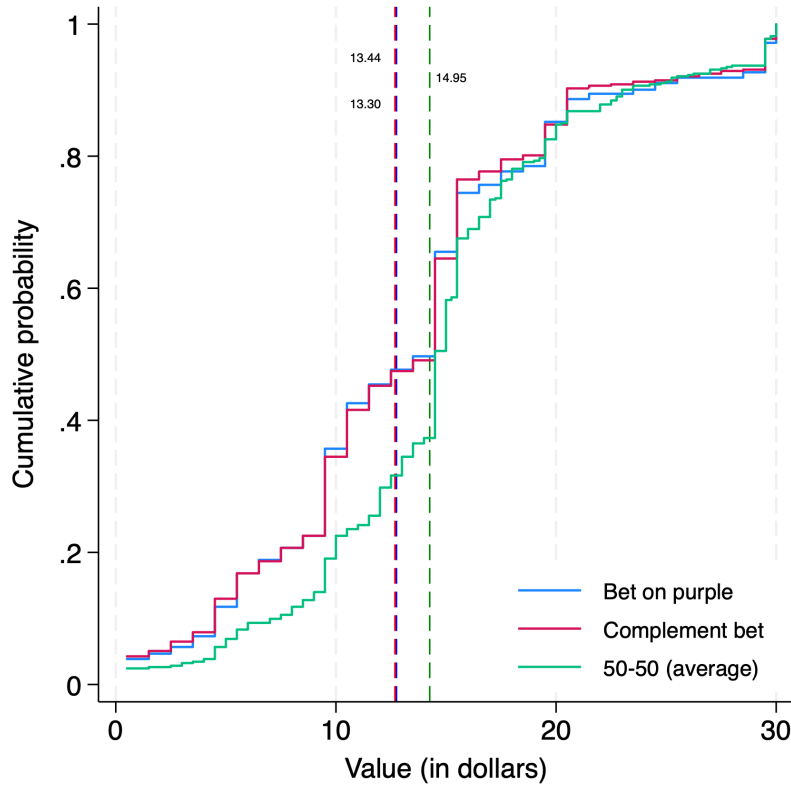 Cumulative probability
1
.8
.6
.4
.2
0
13.44
13.30
14.95
Bet on purple
Complement bet
50-50 (average)
0 10 20 30
Value (in dollars)